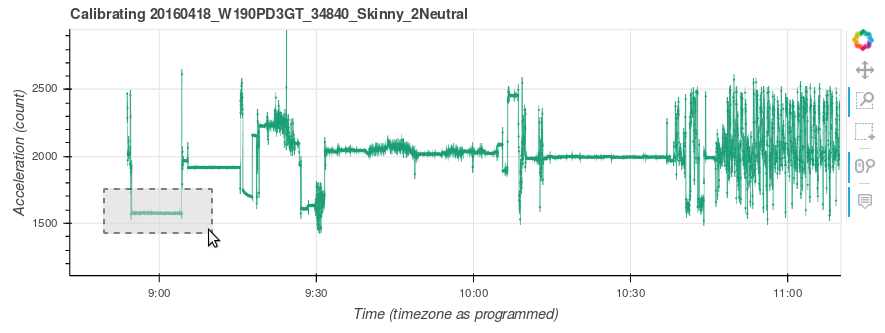 Calibrating 20160418_W190PD3GT_34840_Skinny_2Neutral
Acceleration (count)
2500
2000
1500
9:00
9:30
10:00
10:30
11:00
Time (timezone as programmed)